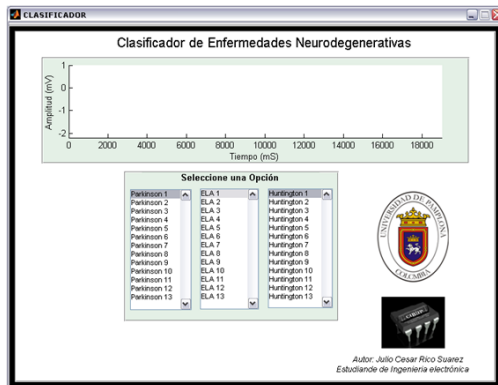 CLASIFICADOR
Clasificador de Enfermedades Neurodegenerativas
Amplitud (mV)
1
0
-1
-2
0 2000 4000 6000 8000 10000 12000 14000 16000 18000
Tiempo (mS)
Seleccione una Opción
Parkinson 1 ELA 1 Huntington 1
Parkinson 2 ELA 2 Huntington 2
Parkinson 3 ELA 3 Huntington 3
Parkinson 4 ELA 4 Huntington 4
Parkinson 5 ELA 5 Huntington 5
Parkinson 6 ELA 6 Huntington 6
Parkinson 7 ELA 7 Huntington 7
Parkinson 8 ELA 8 Huntington 8
Parkinson 9 ELA 9 Huntington 9
Parkinson 10 ELA 10 Huntington 10
Parkinson 11 ELA 11 Huntington 11
Parkinson 12 ELA 12 Huntington 12
Parkinson 13 ELA 13 Huntington 13
UNIVERSIDAD DE PAMPLONA
COLOMBIA
Autor: Julio Cesar Rico Suarez
Estudiande de Ingenieria electrónica